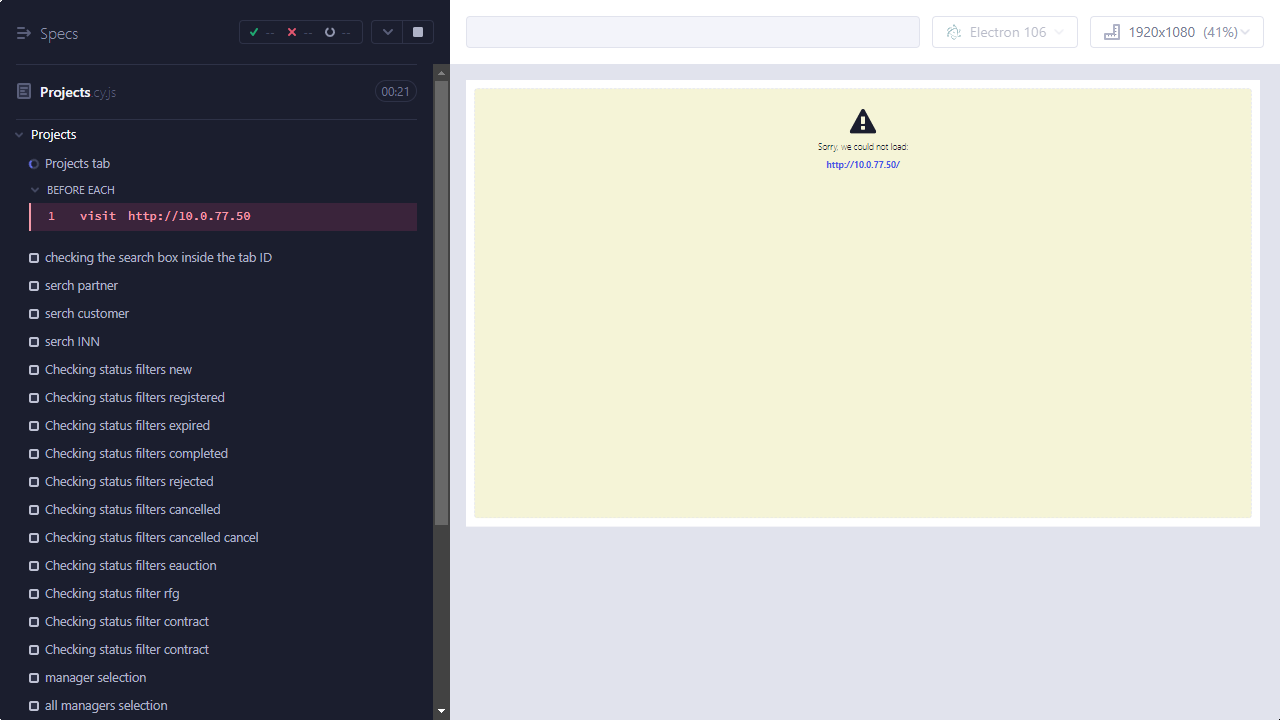 Specs
--
--
--
Electron 106
1920x1080 (41%)
Projects.cy.js
00:21
Projects
Projects tab
BEFORE EACH
1 visit http://10.0.77.50
checking the search box inside the tab ID
serch partner
serch customer
serch INN
Checking status filters new
Checking status filters registered
Checking status filters expired
Checking status filters completed
Checking status filters rejected
Checking status filters cancelled
Checking status filters cancelled cancel
Checking status filters eauction
Checking status filter rfg
Checking status filter contract
Checking status filter contract
manager selection
all managers selection
Sorry, we could not load:
http://10.0.77.50/